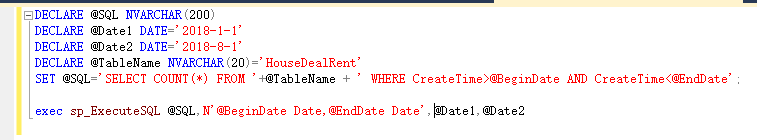 DECLARE @SQL NVARCHAR(200)
DECLARE @Date1 DATE='2018-1-1'
DECLARE @Date2 DATE='2018-8-1'
DECLARE @TableName NVARCHAR(20)='HouseDealRent'
SET @SQL='SELECT COUNT(*) FROM '+@TableName + ' WHERE CreateTime>@BeginDate AND CreateTime<@EndDate';
exec sp_ExecuteSQL @SQL,N'@BeginDate Date,@EndDate Date',@Date1,@Date2